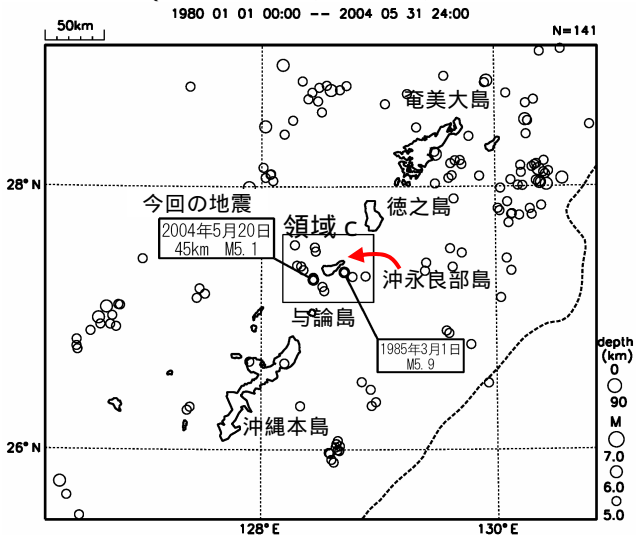 1980 01 01 00:00 -- 2004 05 31 24:00
50km
N=141
奄美大島
28°N
徳之島
今回の地震
2004年5月20日
45km M5.1
領域 c
沖永良部島
与論島
1985年3月1日
M5.9
沖縄本島
26°N
128°E
130°E
depth
(km)
0
90
M
7.0
6.0
5.0